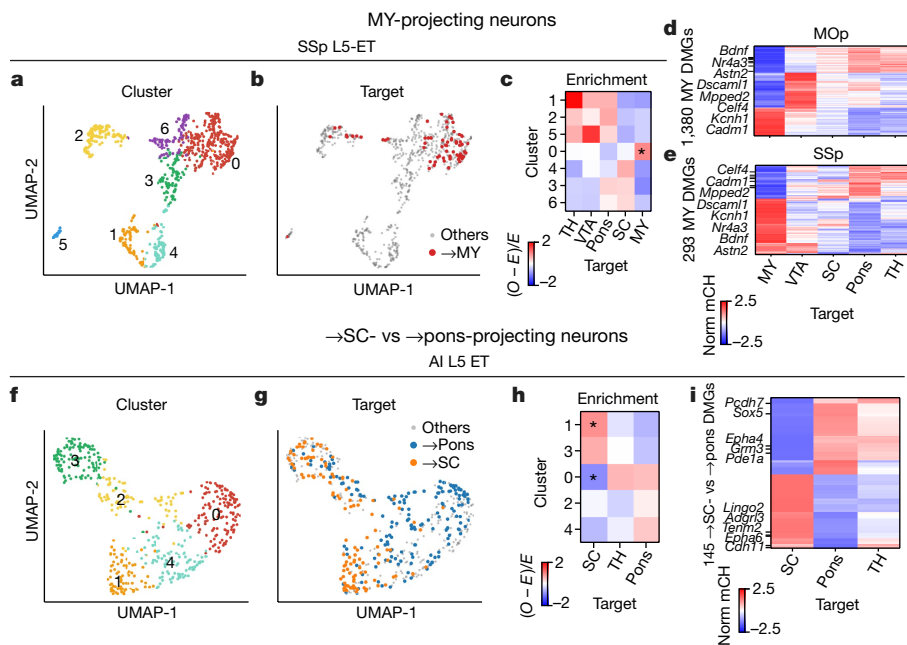 MY-projecting neurons
SSp L5-ET
a
Cluster
UMAP-2
UMAP-1
2
6
0
3
1
4
5
b
Target
Others
→MY
UMAP-1
c
Enrichment
Cluster
1
2
5
0
4
3
6
*
TH
VTA
Pons
SC
MY
Target
(O − E)/E
2
−2
d
MOp
1,380 MY DMGs
Bdnf
Nr4a3
Astn2
Dscaml1
Mpped2
Celf4
Kcnh1
Cadm1
e
SSp
293 MY DMGs
Celf4
Cadm1
Mpped2
Dscaml1
Kcnh1
Nr4a3
Bdnf
Astn2
MY
VTA
SC
Pons
TH
Target
Norm mCH
2.5
−2.5
→SC- vs →pons-projecting neurons
AI L5 ET
f
Cluster
UMAP-2
UMAP-1
3
2
0
4
1
g
Target
Others
→Pons
→SC
UMAP-1
h
Enrichment
Cluster
1
3
0
2
4
*
*
SC
TH
Pons
Target
(O − E)/E
2
−2
i
145 →SC- vs →pons DMGs
Pcdh7
Sox5
Epha4
Grm3
Pde1a
Lingo2
Adgrl3
Tenm2
Epha6
Cdh11
SC
Pons
TH
Target
Norm mCH
2.5
−2.5